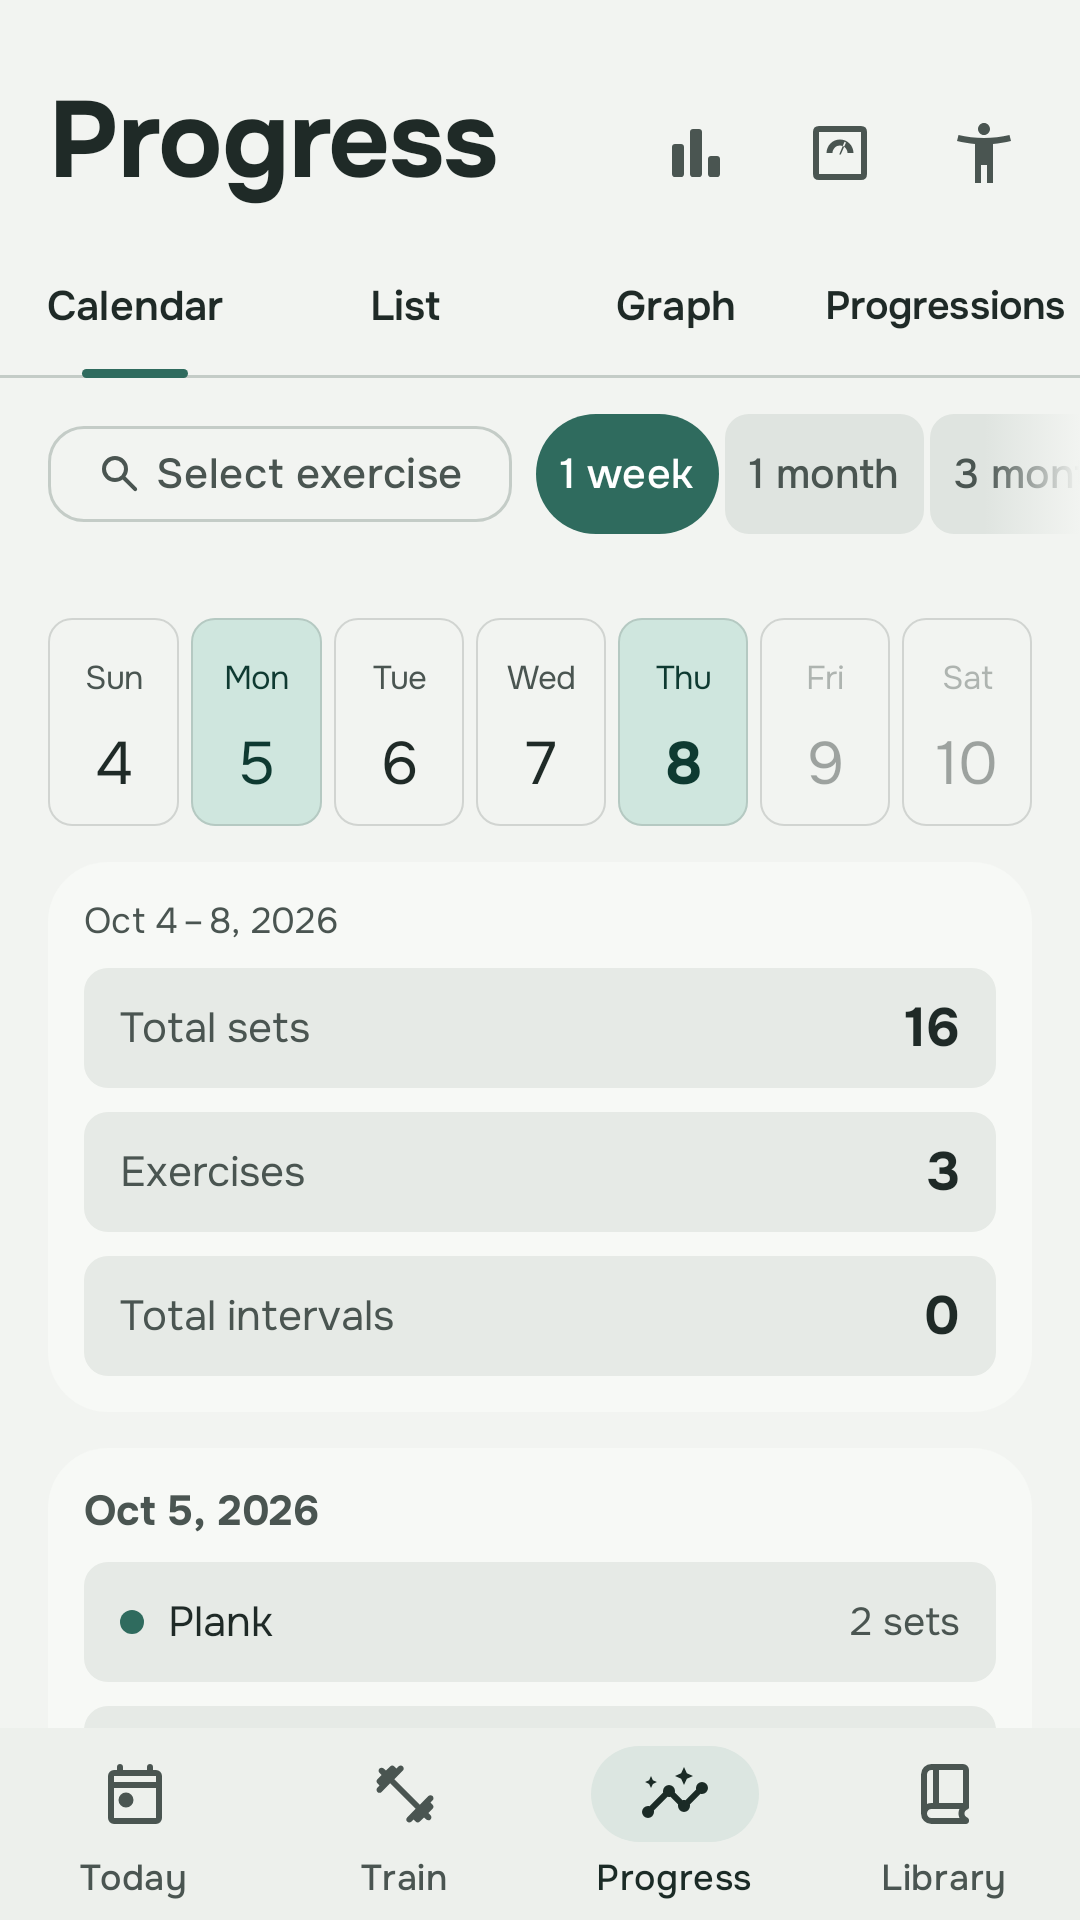 Progress
Calendar List Graph Progressions
Select exercise 1 week 1 month 3 mon
Sun Mon Tue Wed Thu Fri Sat
4 5 6 7 8 9 10
Oct 4 – 8, 2026
Total sets 16
Exercises 3
Total intervals 0
Oct 5, 2026
Plank 2 sets
Today Train Progress Library